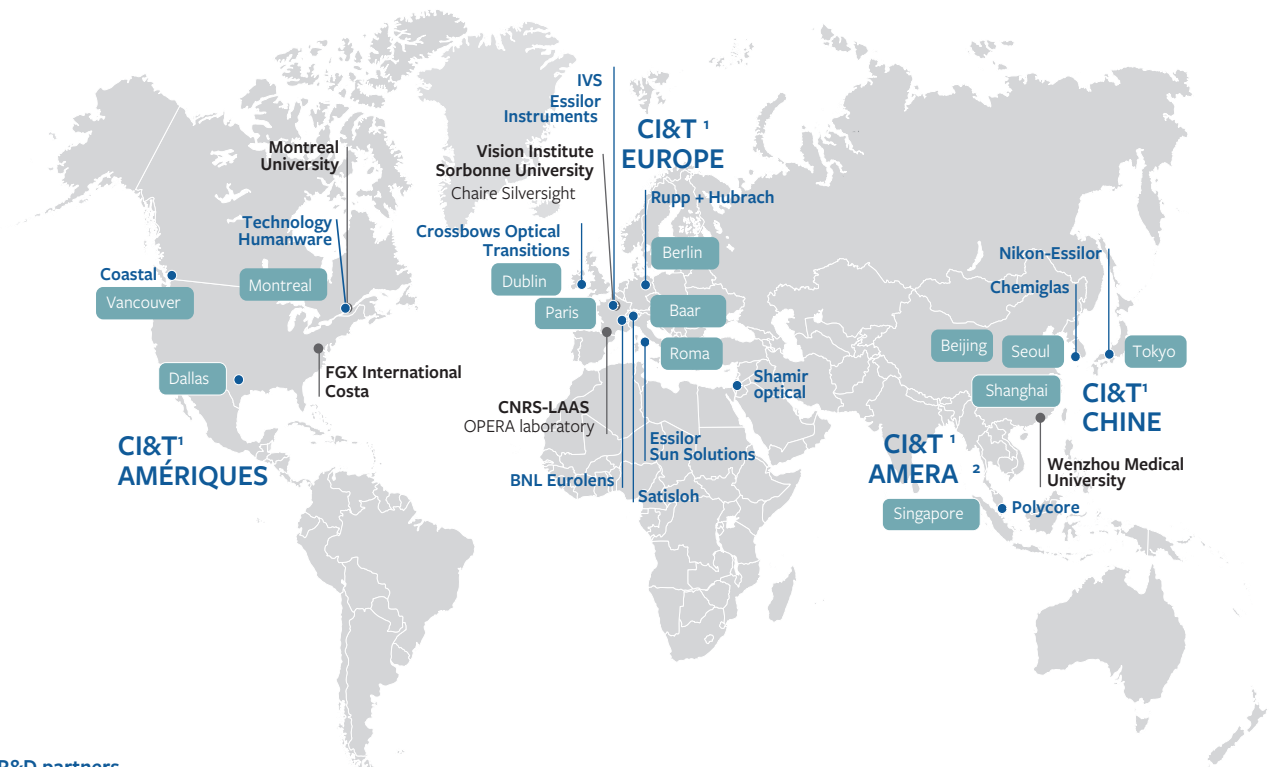 IVS
Essilor
Instruments
CI&T ¹
EUROPE
Montreal
University
Vision Institute
Sorbonne University
Chaire Silversight
Rupp + Hubrach
Technology
Humanware
Crossbows Optical
Transitions
Berlin
Nikon-Essilor
Coastal
Montreal
Dublin
Chemiglas
Vancouver
Paris
Baar
Beijing
Seoul
Tokyo
Roma
Dallas
FGX International
Costa
Shamir
optical
Shanghai
CI&T¹
CHINE
CNRS-LAAS
OPERA laboratory
CI&T¹
AMÉRIQUES
Essilor
Sun Solutions
CI&T ¹
AMERA ²
BNL Eurolens
Satisloh
Wenzhou Medical
University
Singapore
Polycore
R&D partners